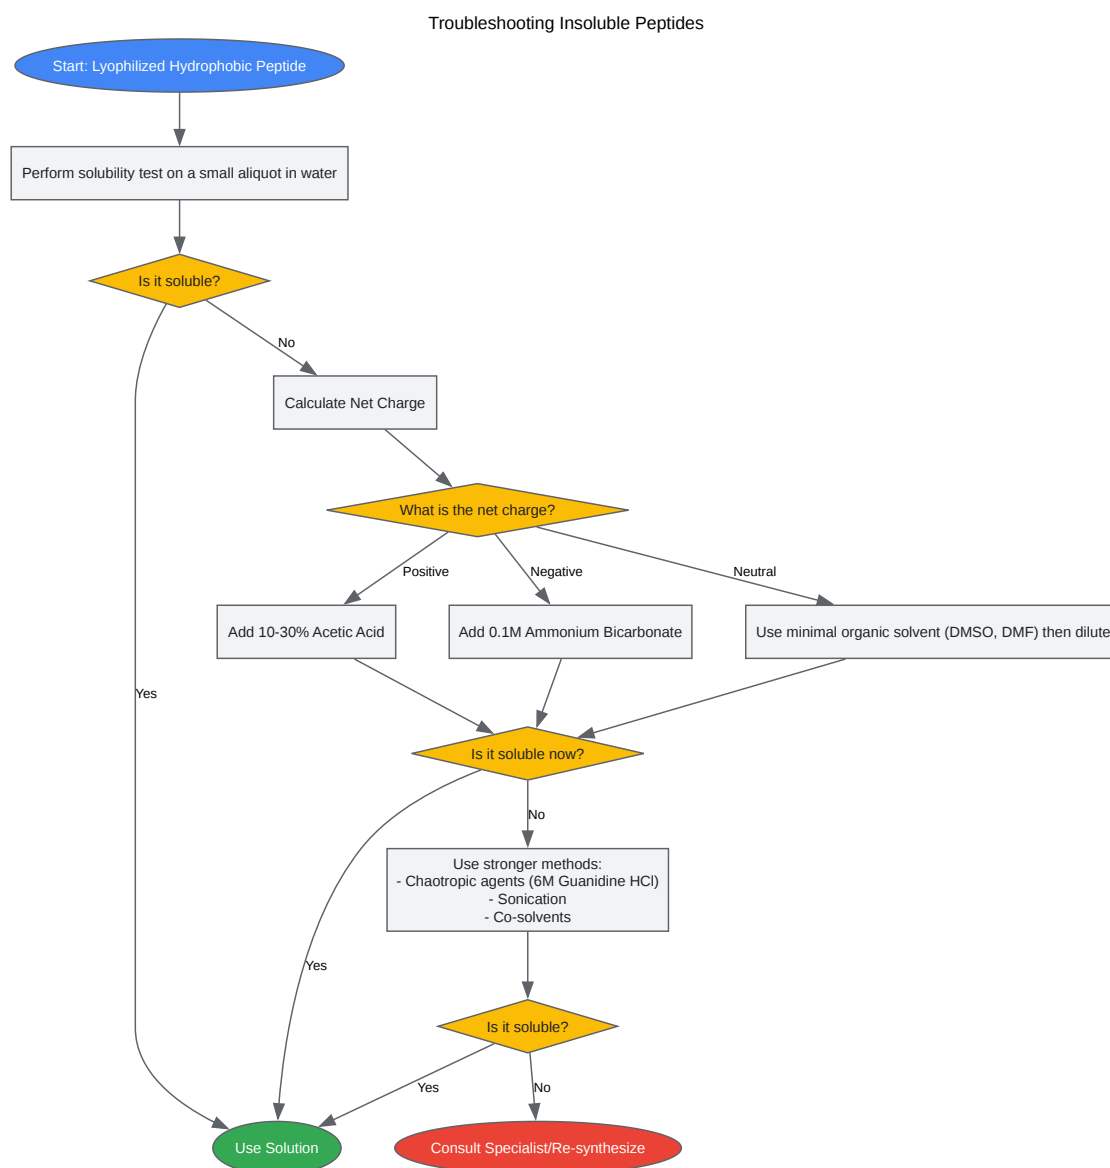 Troubleshooting Insoluble Peptides
Start: Lyophilized Hydrophobic Peptide
Perform solubility test on a small aliquot in water
Is it soluble?
No
Calculate Net Charge
What is the net charge?
Positive
Negative
Neutral
Add 10-30% Acetic Acid
Add 0.1M Ammonium Bicarbonate
Use minimal organic solvent (DMSO, DMF) then dilute
Yes
Is it soluble now?
No
Use stronger methods:
- Chaotropic agents (6M Guanidine HCl)
- Sonication
- Co-solvents
Yes
Is it soluble?
Yes
No
Use Solution
Consult Specialist/Re-synthesize